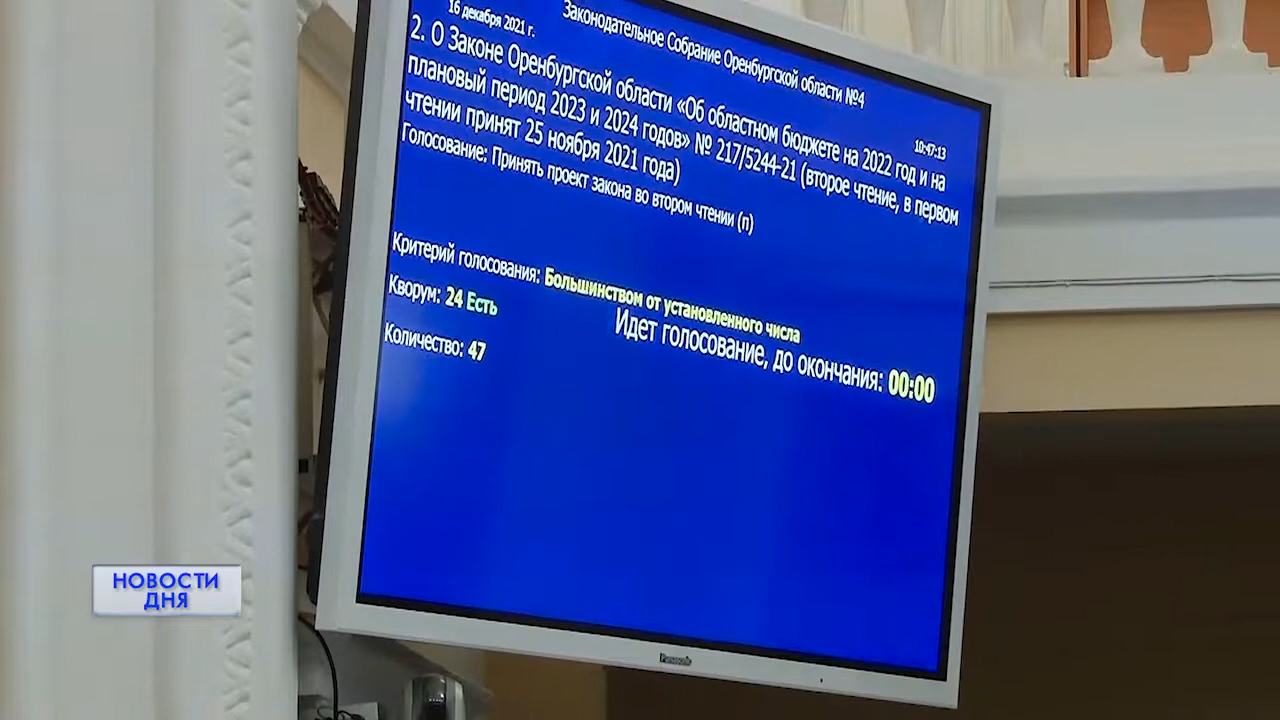 16 декабря 2021 г.
Законодательное Собрание Оренбургской области №4
10:47:13
2. О Законе Оренбургской области «Об областном бюджете на 2022 год и на
плановый период 2023 и 2024 годов» № 217/5244-21 (второе чтение, в первом
чтении принят 25 ноября 2021 года)
Голосование: Принять проект закона во втором чтении (п)
Критерий голосования: Большинством от установленного числа
Кворум: 24 Есть
Идет голосование, до окончания: 00:00
Количество: 47
Panasonic
НОВОСТИ
ДНЯ